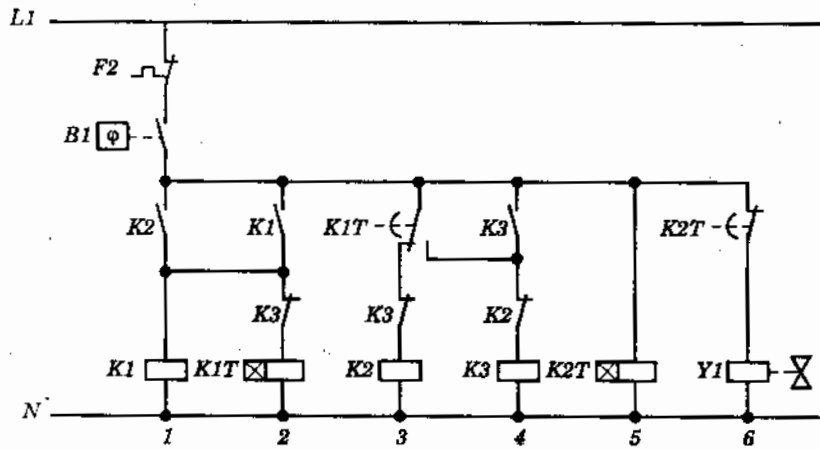 L1
F2
B1 φ
K2 K1 K1T K3 K2T
K3 K3 K2
K1 K1T K2 K3 K2T Y1
N
1 2 3 4 5 6